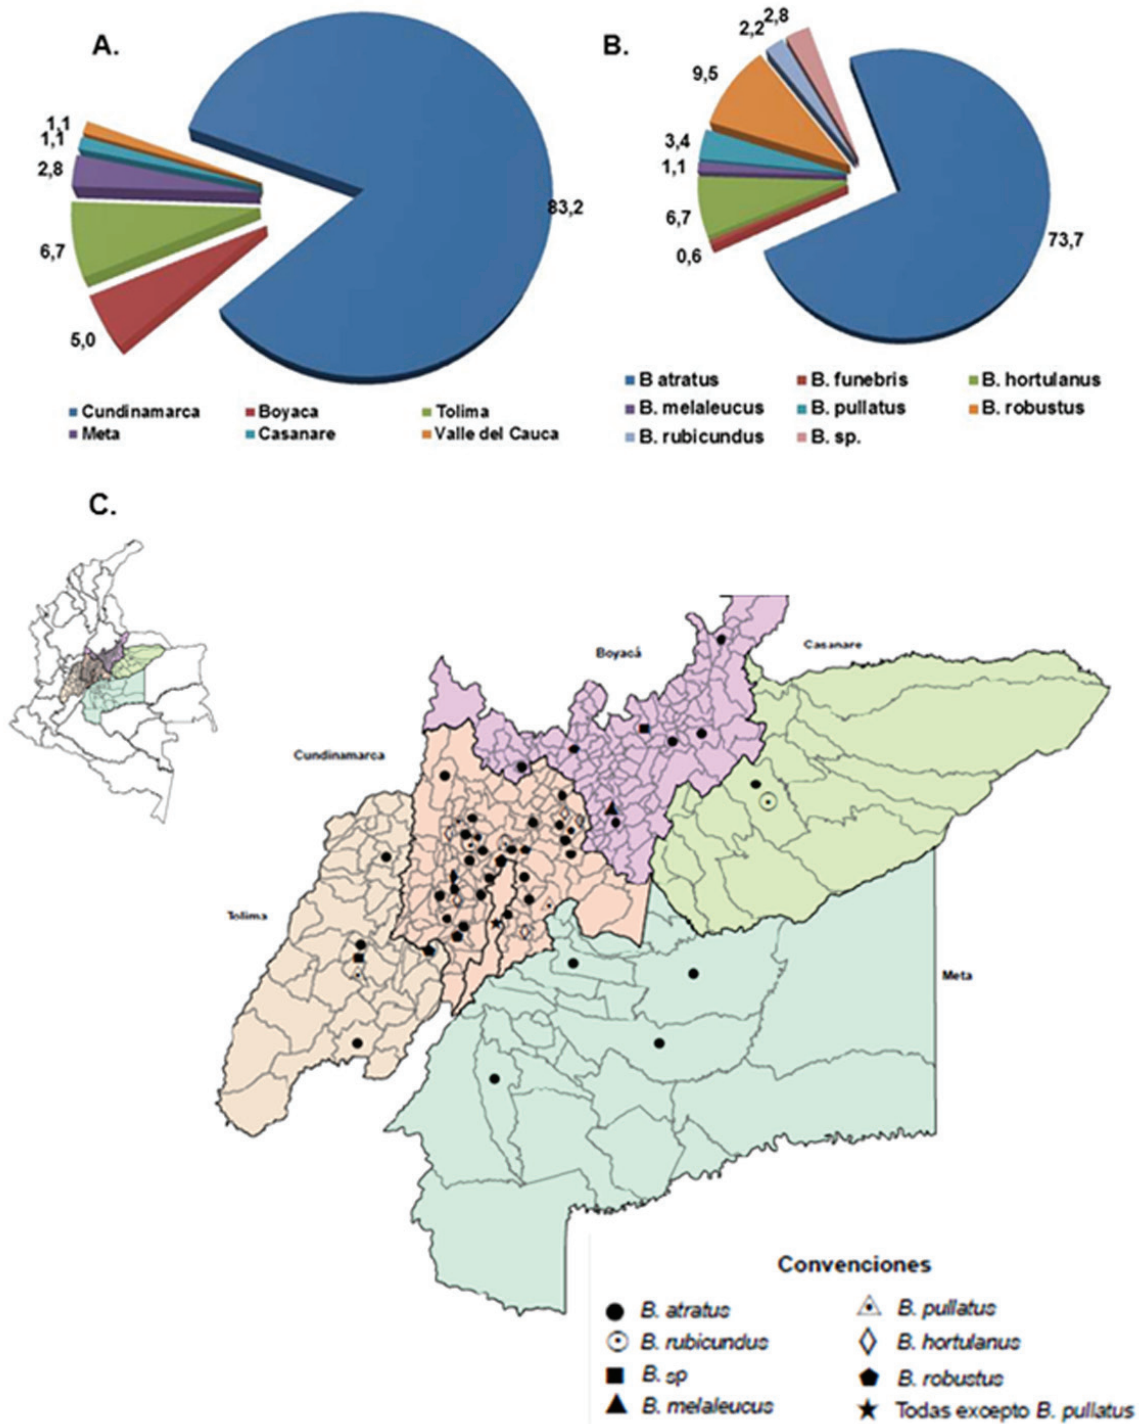 A.
1,1
1,1
2,8
6,7
5,0
83,2
Cundinamarca Boyaca Tolima
Meta Casanare Valle del Cauca
B.
2,2 2,8
9,5
3,4
1,1
6,7
0,6
73,7
B atratus B. funebris B. hortulanus
B. melaleucus B. pullatus B. robustus
B. rubicundus B. sp.
C.
Boyacá
Casanare
Cundinamarca
Tolima
Meta
Convenciones
B. atratus B. pullatus
B. rubicundus B. hortulanus
B. sp B. robustus
B. melaleucus Todas excepto B. pullatus